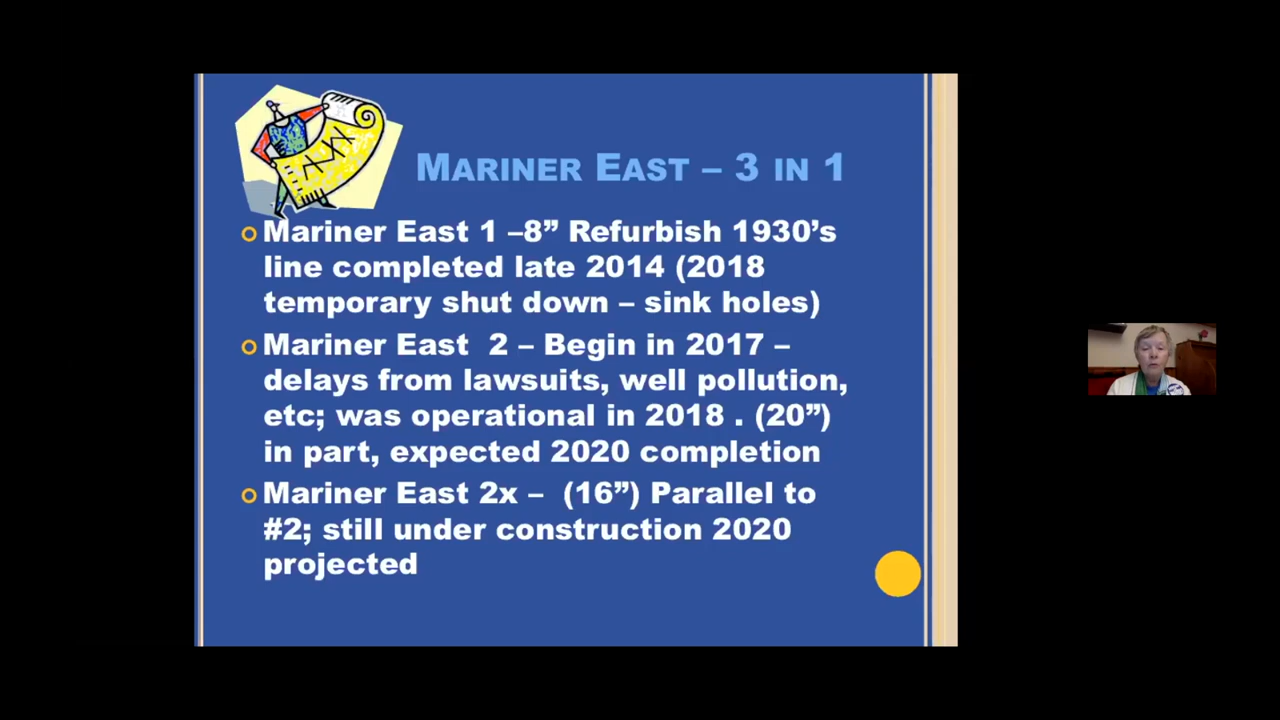 MARINER EAST – 3 IN 1
Mariner East 1 –8” Refurbish 1930’s
line completed late 2014 (2018
temporary shut down – sink holes)
Mariner East  2 – Begin in 2017 –
delays from lawsuits, well pollution,
etc; was operational in 2018 . (20”)
in part, expected 2020 completion
Mariner East 2x –  (16”) Parallel to
#2; still under construction 2020
projected